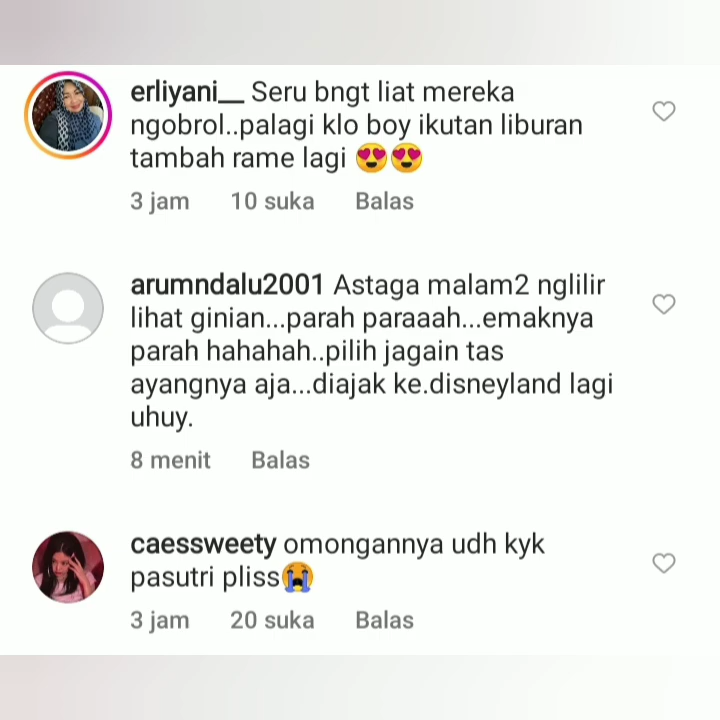 erliyani__ Seru bngt liat mereka
ngobrol..palagi klo boy ikutan liburan
tambah rame lagi 😍😍
3 jam 10 suka Balas
arumndalu2001 Astaga malam2 nglilir
lihat ginian...parah paraaah...emaknya
parah hahahah..pilih jagain tas
ayangnya aja...diajak ke.disneyland lagi
uhuy.
8 menit Balas
caessweety omongannya udh kyk
pasutri pliss😭
3 jam 20 suka Balas